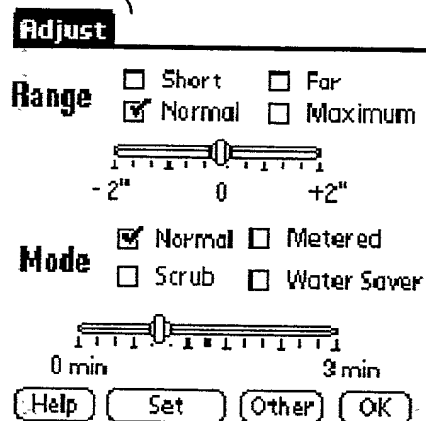 Adjust
Range
Short Far
Normal Maximum
- 2" 0 +2"
Mode
Normal Metered
Scrub Water Saver
0 min 3 min
Help Set Other OK